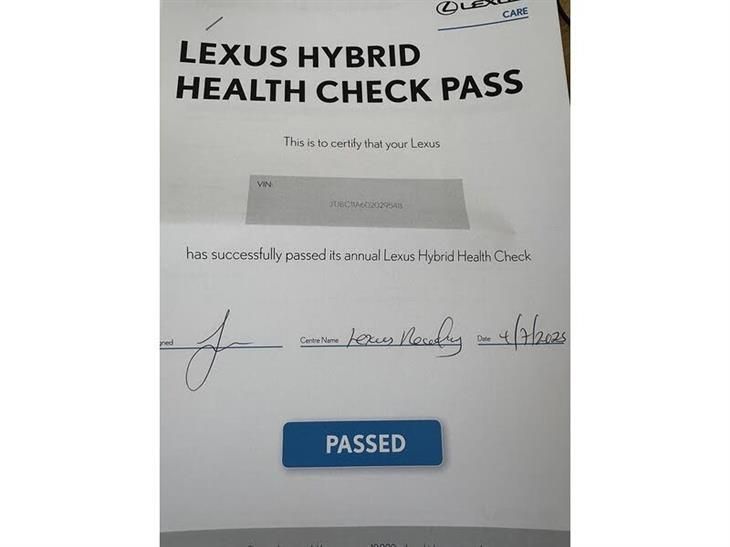 LEXUS
CARE
LEXUS HYBRID
HEALTH CHECK PASS
This is to certify that your Lexus
VIN:
has successfully passed its annual Lexus Hybrid Health Check
Centre Name Lexus Date 4/7/2025
PASSED